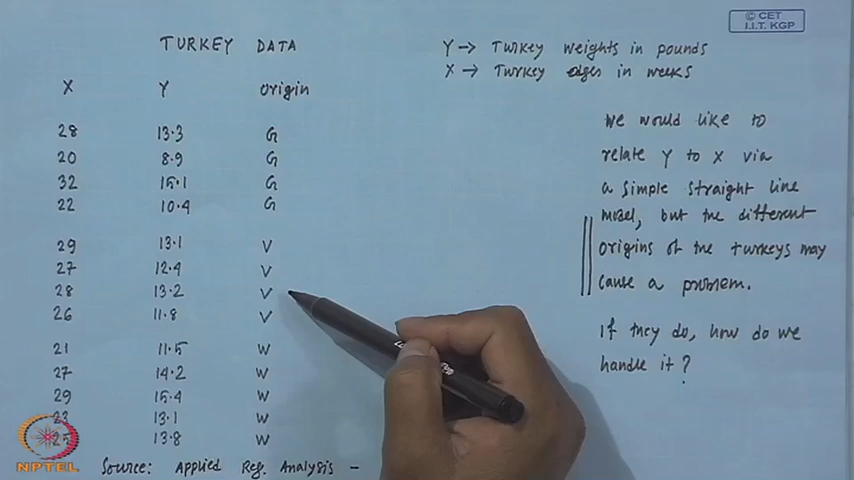 © CET
I.I.T. KGP
TURKEY DATA
X Y Origin
28 13.3 G
20 8.9 G
32 15.1 G
22 10.4 G
29 13.1 V
27 12.4 V
28 13.2 V
26 11.8 V
21 11.5 W
27 14.2 W
29 15.4 W
23 13.1 W
25 13.8 W
Source: Applied Reg. Analysis -
Y → Turkey weights in pounds
X → Turkey ages in weeks
We would like to
relate Y to X via
a simple straight line
model, but the different
origins of the turkeys may
cause a problem.
If they do, how do we
handle it?
NPTEL